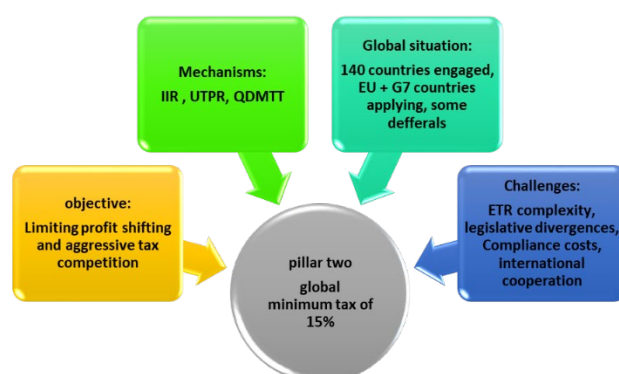 Mechanisms:
IIR , UTPR, QDMTT
Global situation:
140 countries engaged,
EU + G7 countries
applying, some
defferals
objective:
Limiting profit shifting
and aggressive tax
competition
Challenges:
ETR complexity,
legislative divergences,
Compliance costs,
international
cooperation
pillar two
global
minimum tax of
15%